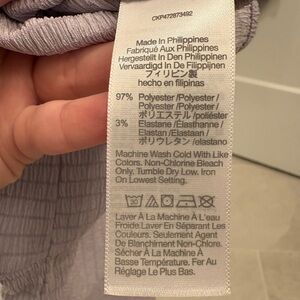 CKP472873492
Made In Philippines
Fabriqué Aux Philippines
Hergestellt In Den Philippinen
Vervaardigd In De Filippijnen
フィリピン製
hecho en filipinas
97% Polyester/Polyester/
Polyester/Polyester/
ポリエステル/poliéster
3% Elastane/Élasthanne/
Elastan/Elastaan/
ポリウレタン/elastano
Machine Wash Cold With Like
Colors. Non-Chlorine Bleach
Only. Tumble Dry Low. Iron
On Lowest Setting.
Laver À La Machine À L'eau
Froide.Laver En Séparant Les
Couleurs. Seulement Agent
De Blanchiment Non-Chlore.
Sécher À La Machine À
Basse Température. Fer Au
Réglage Le Plus Bas.